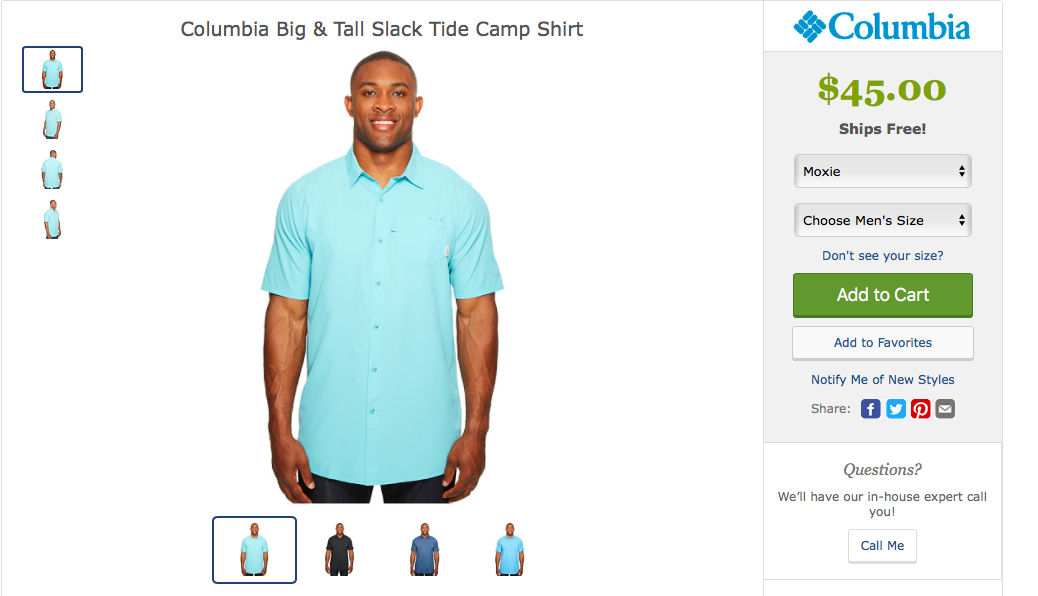 Columbia Big & Tall Slack Tide Camp Shirt
Columbia
$45.00
Ships Free!
Moxie
Choose Men's Size
Don't see your size?
Add to Cart
Add to Favorites
Notify Me of New Styles
Share:
Questions?
We'll have our in-house expert call
you!
Call Me